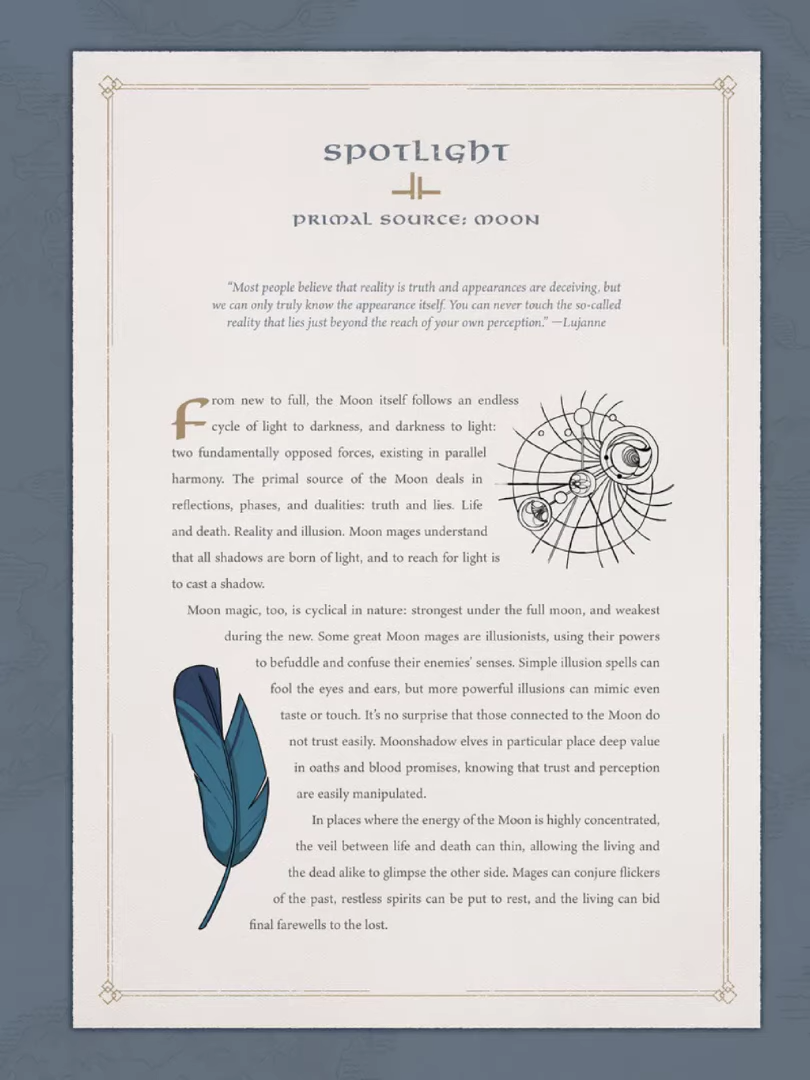 SPOTLIGHT
PRIMAL SOURCE: MOON
“Most people believe that reality is truth and appearances are deceiving, but
we can only truly know the appearance itself. You can never touch the so-called
reality that lies just beyond the reach of your own perception.” —Lujanne
From new to full, the Moon itself follows an endless
cycle of light to darkness, and darkness to light:
two fundamentally opposed forces, existing in parallel
harmony. The primal source of the Moon deals in
reflections, phases, and dualities: truth and lies. Life
and death. Reality and illusion. Moon mages understand
that all shadows are born of light, and to reach for light is
to cast a shadow.
Moon magic, too, is cyclical in nature: strongest under the full moon, and weakest
during the new. Some great Moon mages are illusionists, using their powers
to befuddle and confuse their enemies’ senses. Simple illusion spells can
fool the eyes and ears, but more powerful illusions can mimic even
taste or touch. It’s no surprise that those connected to the Moon do
not trust easily. Moonshadow elves in particular place deep value
in oaths and blood promises, knowing that trust and perception
are easily manipulated.
In places where the energy of the Moon is highly concentrated,
the veil between life and death can thin, allowing the living and
the dead alike to glimpse the other side. Mages can conjure flickers
of the past, restless spirits can be put to rest, and the living can bid
final farewells to the lost.